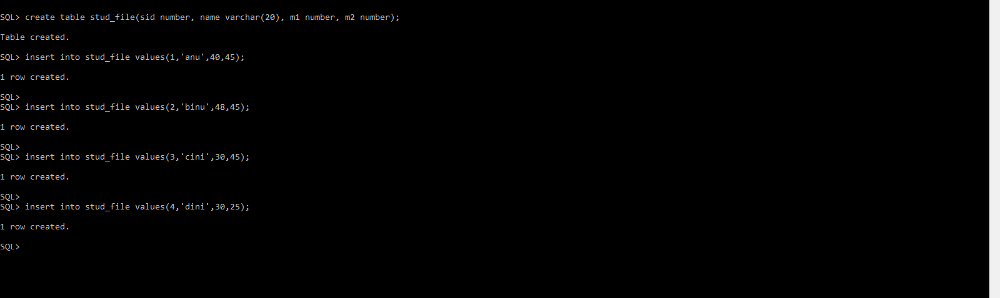 SQL> create table stud_file(sid number, name varchar(20), m1 number, m2 number);
Table created.
SQL> insert into stud_file values(1,'anu',40,45);
1 row created.
SQL>
SQL> insert into stud_file values(2,'binu',48,45);
1 row created.
SQL>
SQL> insert into stud_file values(3,'cini',30,45);
1 row created.
SQL>
SQL> insert into stud_file values(4,'dini',30,25);
1 row created.
SQL>